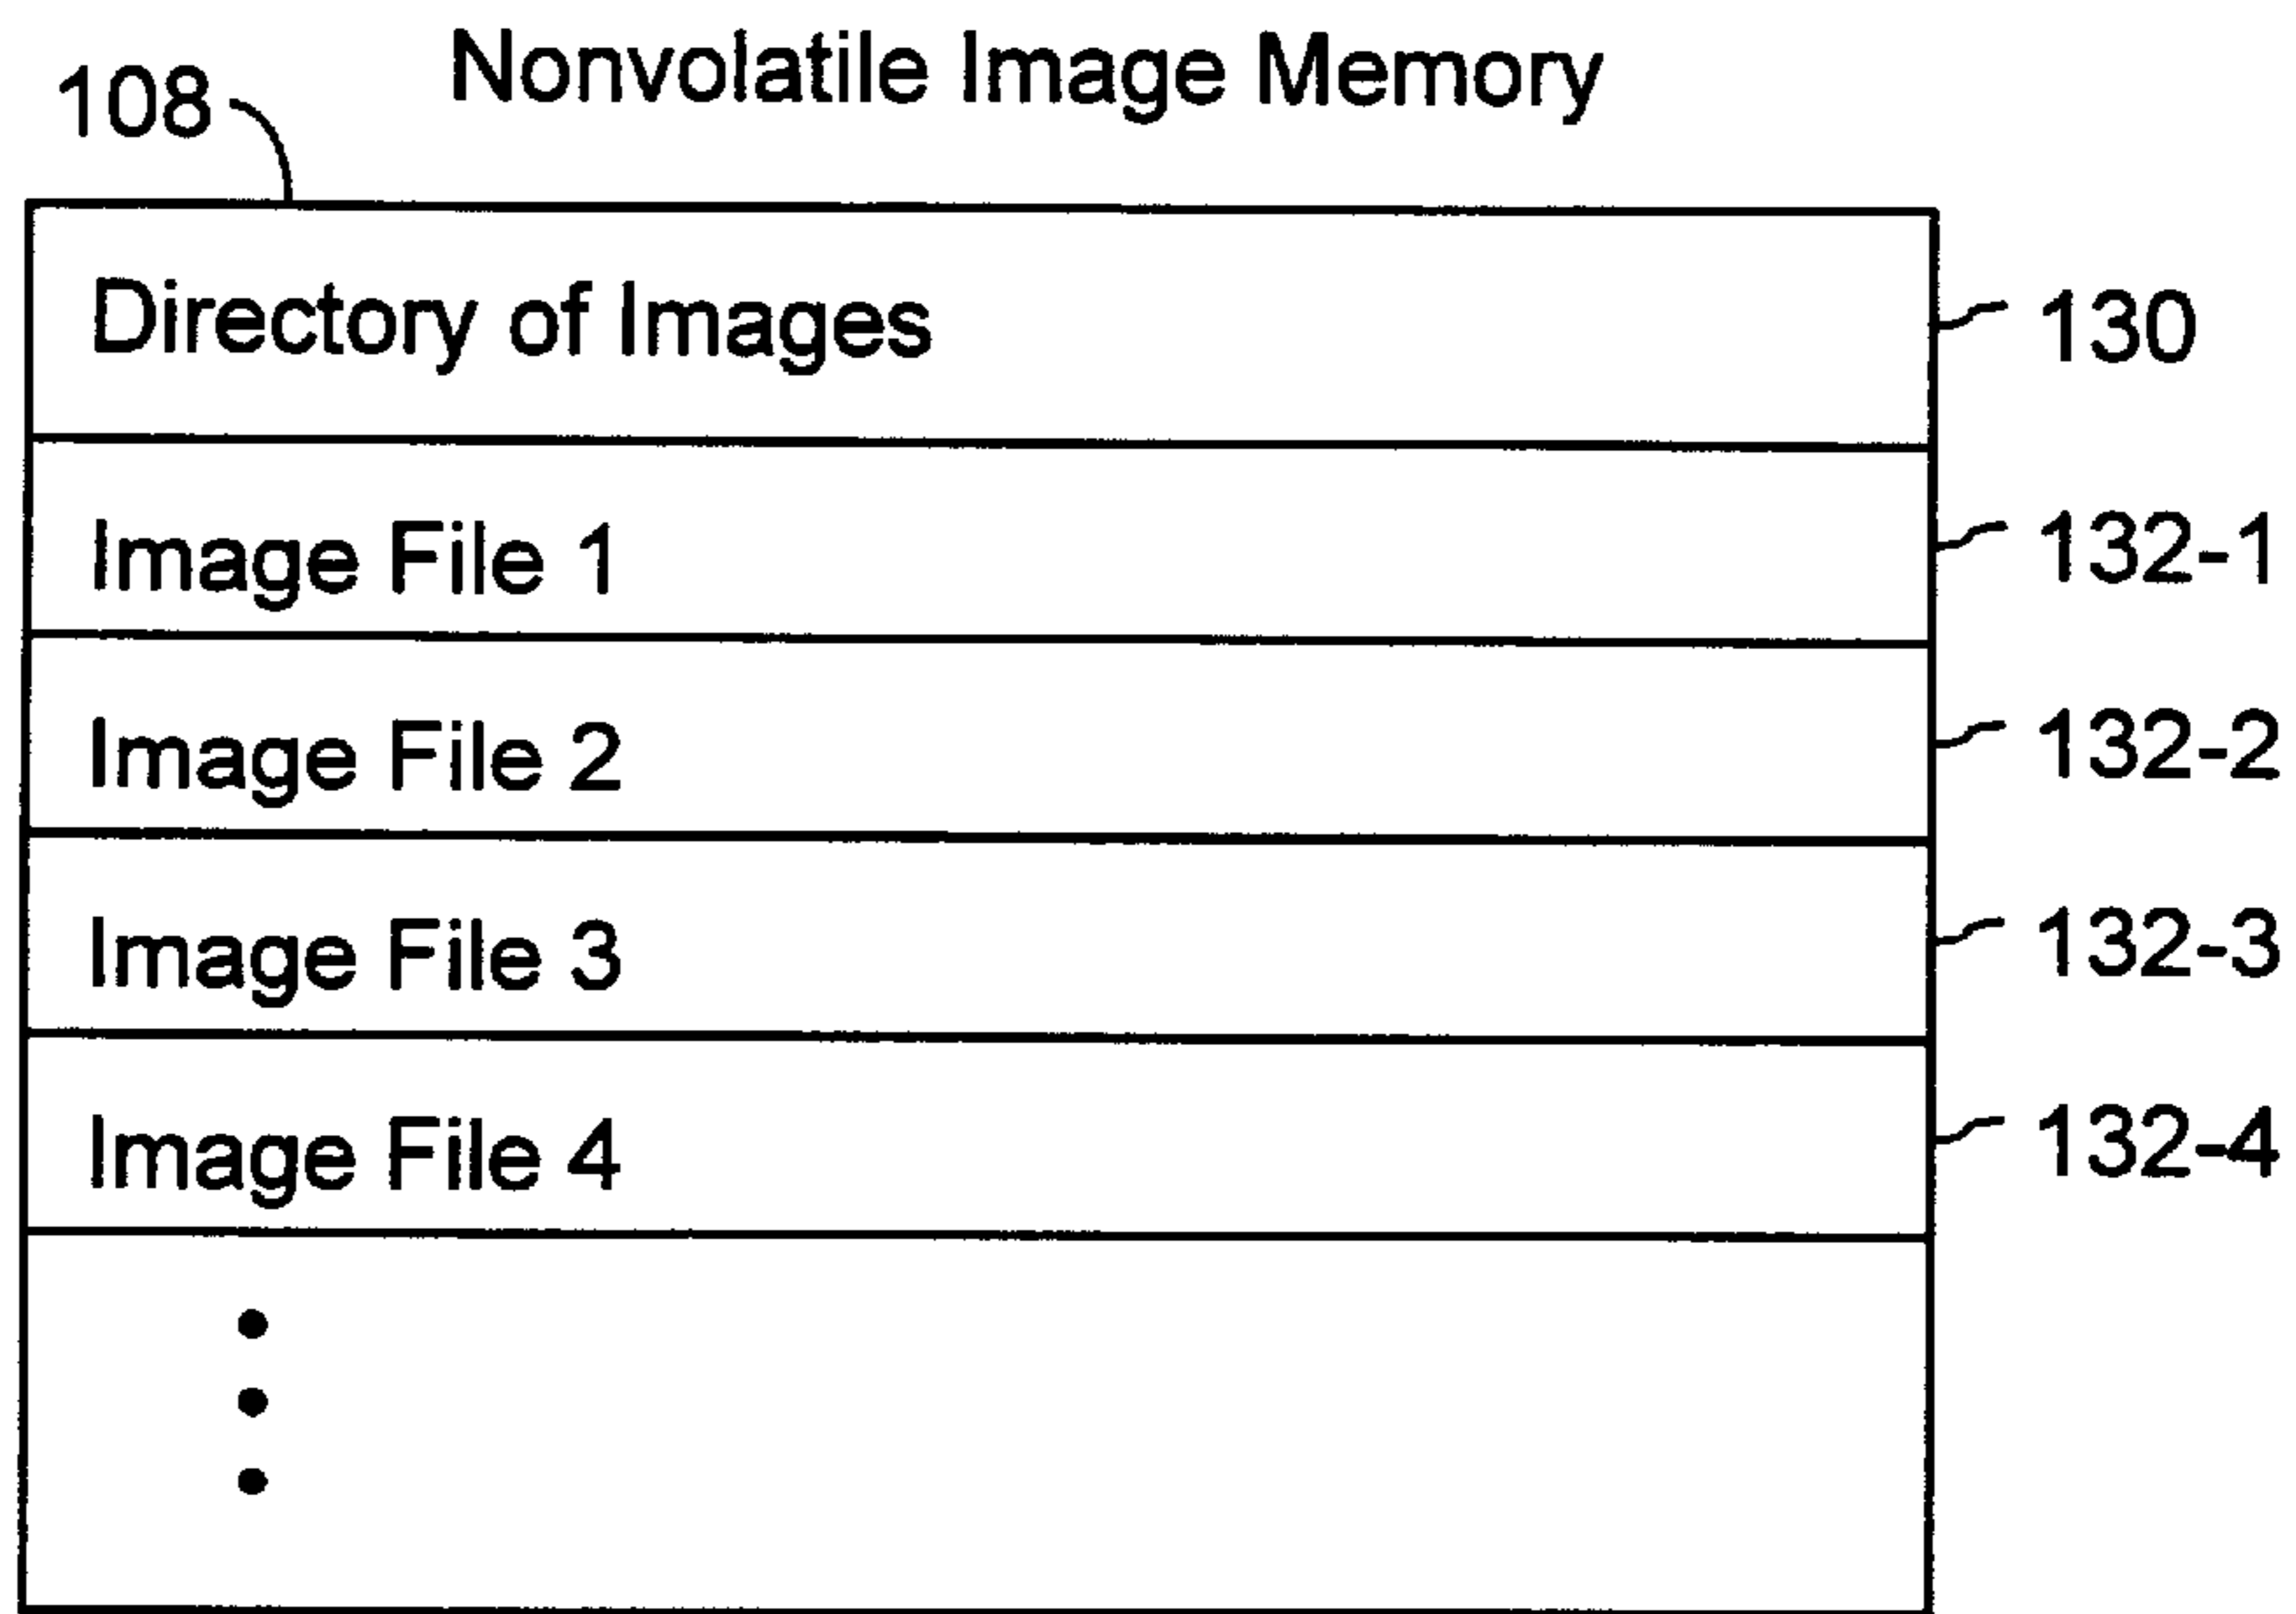 Nonvolatile Image Memory
108
Directory of Images 130
Image File 1 132-1
Image File 2 132-2
Image File 3 132-3
Image File 4 132-4